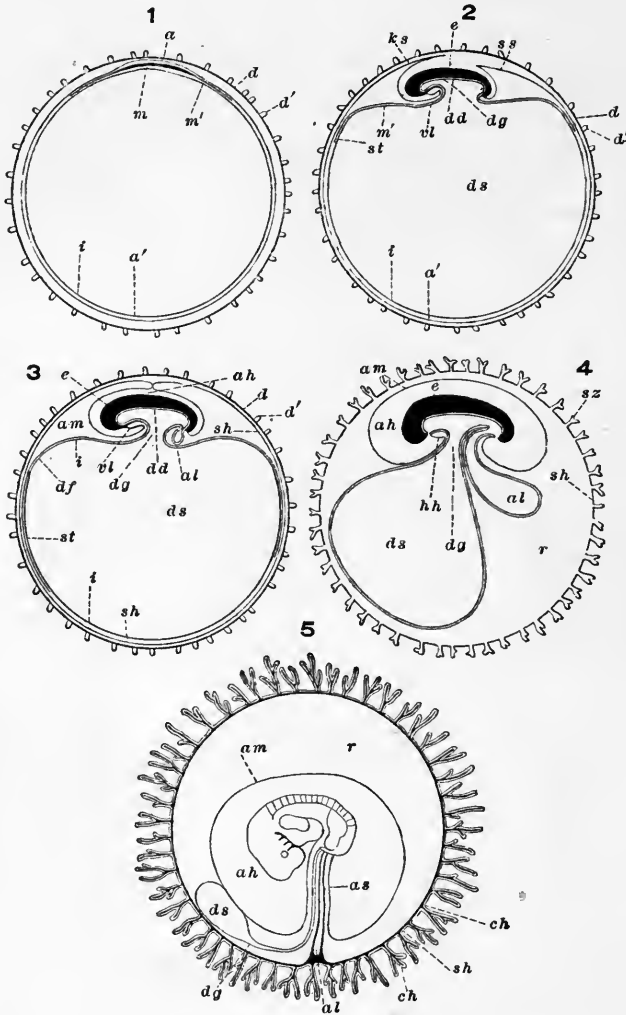 1
a
d
d'
m
m'
i
a'
2
e
ks
ss
d
d'
m'
vl
dd
dg
st
ds
i
a'
3
e
ah
d
d'
am
sh
i
vl
dg
dd
al
df
ds
st
i
sh
4
am
e
sz
ah
sh
al
hh
ds
dg
r
5
am
r
ah
as
ds
ch
sh
dg
ch
al